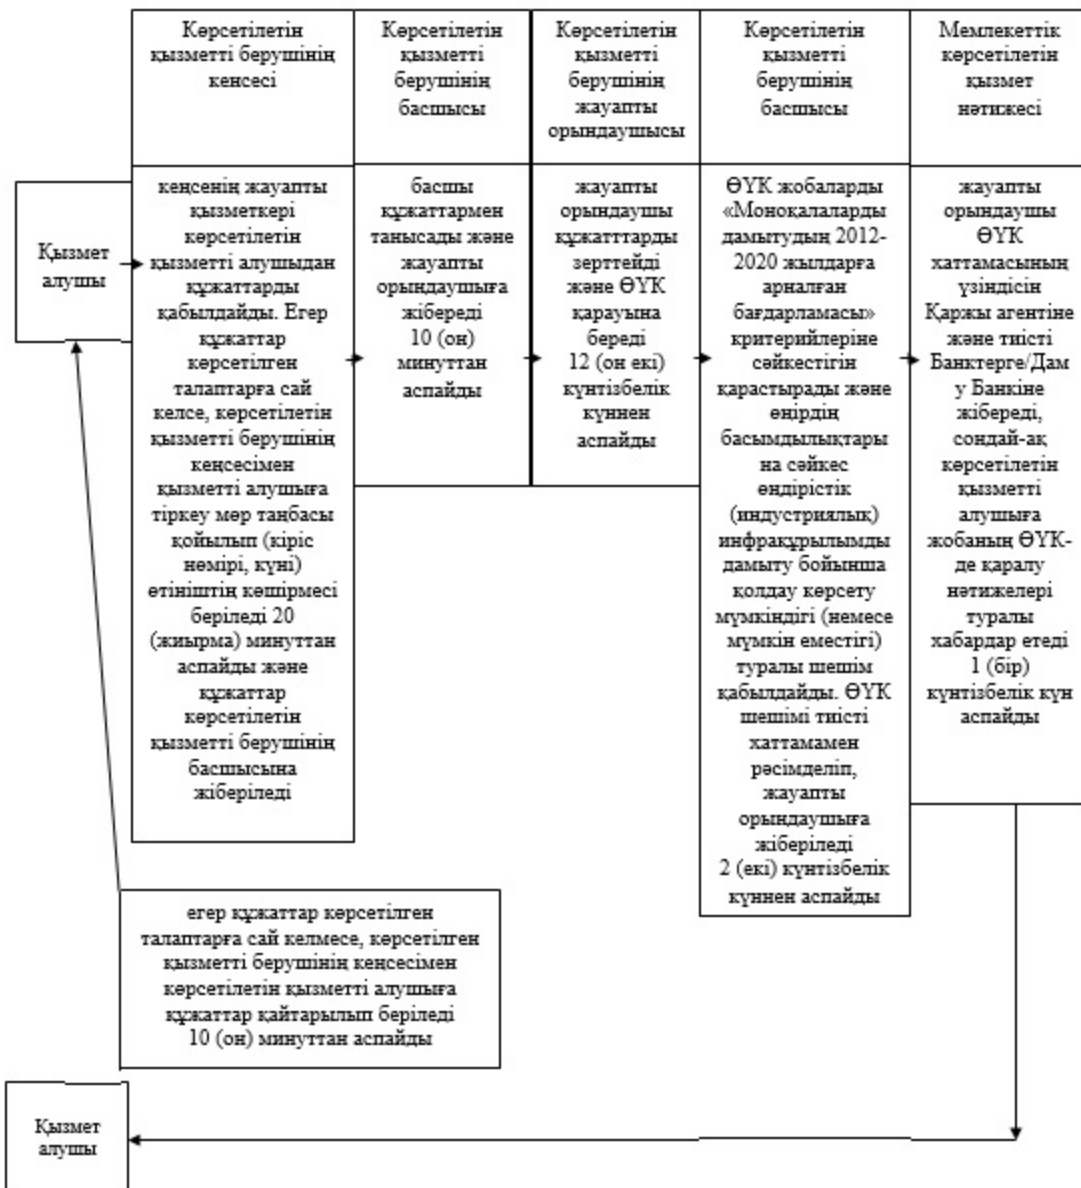 Көрсетілетін
қызметті берушінің
кенсесі
Көрсетілетін
қызметті
берушінің
басшысы
Көрсетілетін
қызметті
берушінің
жауапты
орындаушысы
Көрсетілетін
қызметті
берушінің
басшысы
Мемлекеттік
көрсетілетін
қызмет
нәтижесі
Қызмет
алушы
кеңсенің жауапты
қызметкері
көрсетілетін
қызметті алушыдан
құжаттарды
қабылдайды. Егер
құжаттар
көрсетілген
талаптарға сай
келсе, көрсетілетін
қызметті берушінің
кеңсесімен
қызметті алушыға
тіркеу мөр таңбасы
қойылып (кіріс
нөмірі, күні)
өтініштің көшірмесі
беріледі 20
(жиырма) минуттан
аспайды және
құжаттар
көрсетілетін
қызметті берушінің
басшысына
жіберіледі
басшы
құжаттармен
танысады және
жауапты
орындаушыға
жібереді
10 (он)
минуттан
аспайды
жауапты
орындаушы
құжатттарды
зерттейді
және ӨҮК
қарауына
береді
12 (он екі)
күнтізбелік
күннен
аспайды
ӨҮК жобаларды
«Моноқалаларды
дамытудың 2012-
2020 жылдарға
арналған
бағдарламасы»
критерийлеріне
сәйкестігін
қарастырады және
өңірдің
басымдылықтары
на сәйкес
өндірістік
(индустриялық)
инфрақұрылымды
дамыту бойынша
қолдау көрсету
мүмкіндігі (немесе
мүмкін еместігі)
туралы шешім
қабылдайды. ӨҮК
шешімі тиісті
хаттамамен
рәсімделіп,
жауапты
орындаушыға
жіберіледі
2 (екі) күнтізбелік
күннен аспайды
жауапты
орындаушы
ӨҮК
хаттамасының
үзіндісін
Қаржы агентіне
және тиісті
Банктерге/Дам
у Банкіне
жібереді,
сондай-ақ
көрсетілетін
қызметті
алушыға
жобаның ӨҮК-
де қаралу
нәтижелері
туралы
хабардар етеді
1 (бір)
күнтізбелік күн
аспайды
егер құжаттар көрсетілген
талаптарға сай келмесе, көрсетілген
қызметті берушінің кеңсесімен
көрсетілетін қызметті алушыға
құжаттар қайтарылып беріледі
10 (он) минуттан аспайды
Қызмет
алушы